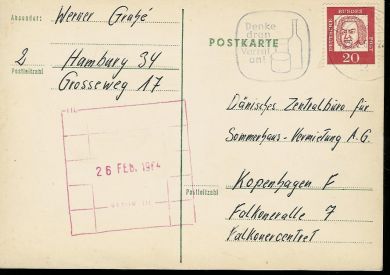 Absender: Werner Grahé
2 Hamburg 34
Postleitzahl
Grosseweg 17
POSTKARTE
Denke
dran
an!
DEUTSCHE BUNDESPOST
20
26 FEB. 1964
Dänisches Zentralbüro für
Sommerhaus-Vermietung A.G.
Postleitzahl
Kopenhagen F
Falkoneralle 7
Falkonercentret